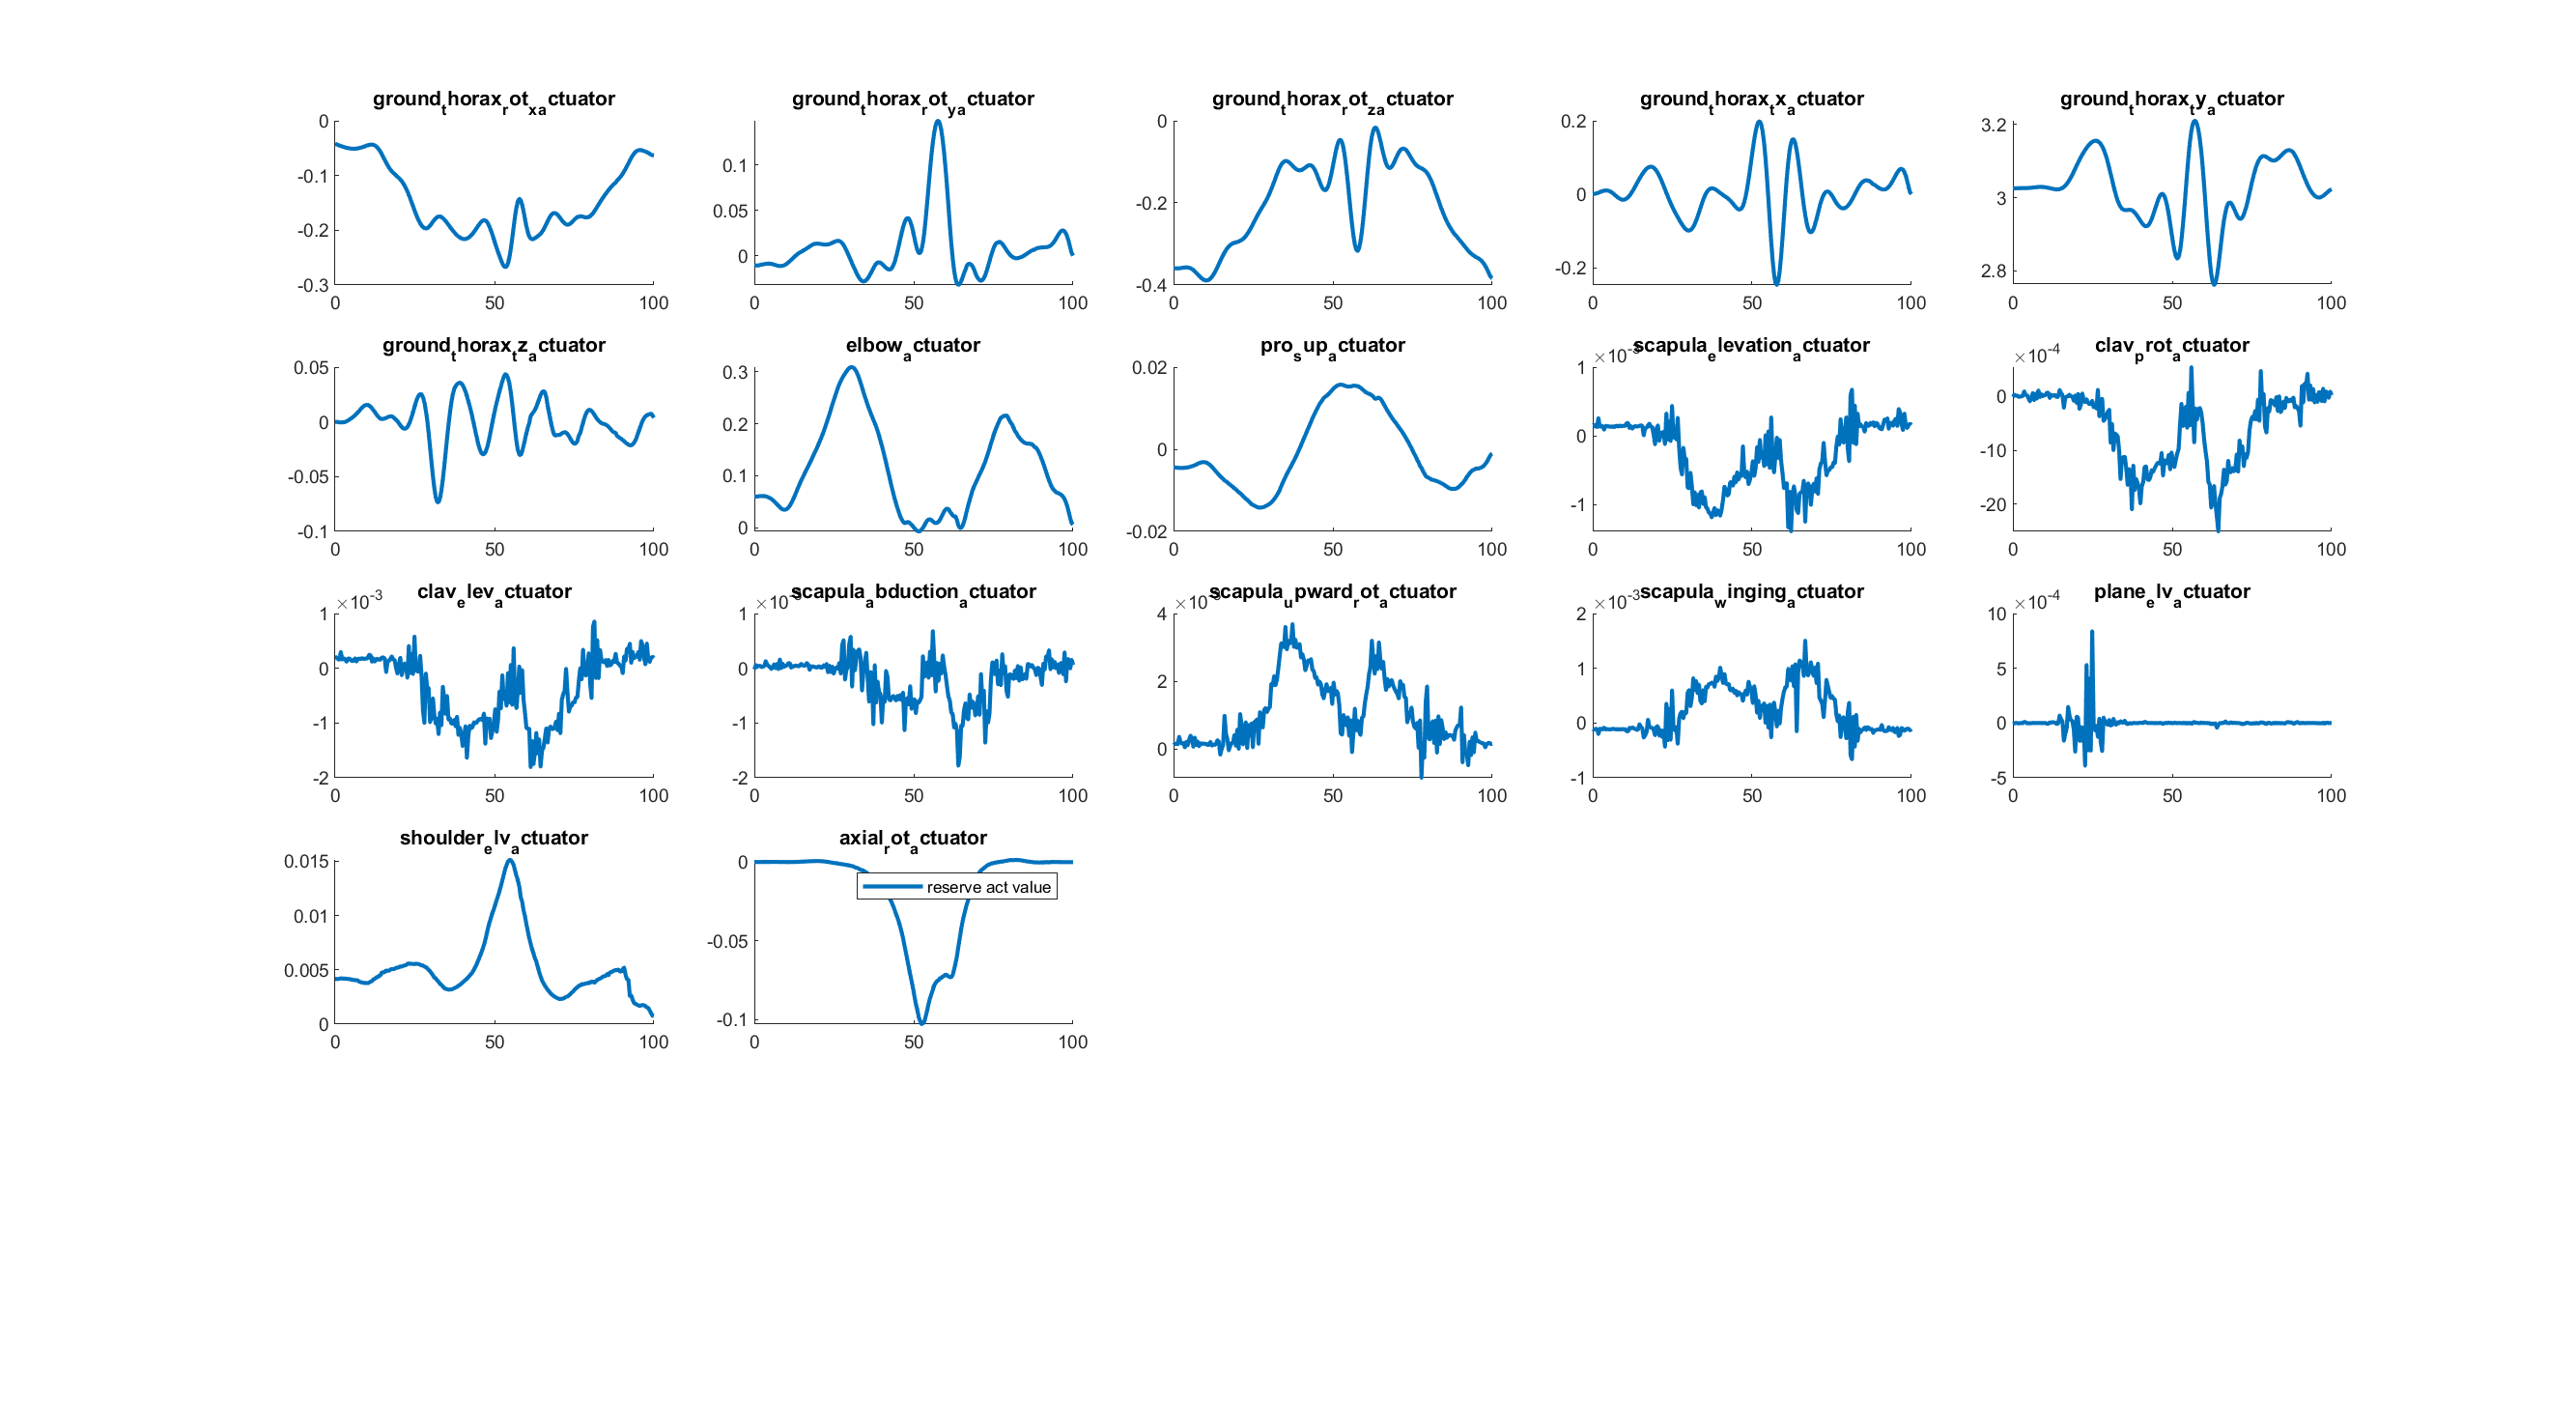 ground_thorax_rot_xactuator ground_thorax_rot_yactuator ground_thorax_rot_zactuator ground_thorax_tx_actuator ground_thorax_ty_actuator
0 -0.1 -0.2 -0.3 0 50 100
0.1 0.05 0 0 50 100
0 -0.2 -0.4 0 50 100
0.2 0 -0.2 0 50 100
3.2 3 2.8 0 50 100
ground_thorax_tz_actuator elbow_actuator pro_sup_actuator scapula_elevation_actuator clav_prot_actuator
0.05 0 -0.05 -0.1 0 50 100
0.3 0.2 0.1 0 0 50 100
0.02 0 -0.02 0 50 100
×10-3 1 0 -1 0 50 100
×10-4 0 -10 -20 0 50 100
clav_elev_actuator scapula_abduction_actuator scapula_upward_rot_actuator scapula_winging_actuator plane_elv_actuator
×10-3 1 0 -1 -2 0 50 100
×10 1 0 -1 -2 0 50 100
×10 4 2 0 0 50 100
×10-3 2 1 0 -1 0 50 100
×10-4 10 5 0 -5 0 50 100
shoulder_elv_actuator axial_rot_actuator
0.015 0.01 0.005 0 0 50 100
0 -0.05 -0.1 0 50 100
reserve act value